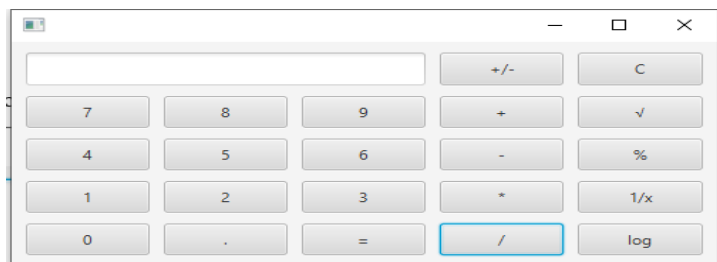 +/- C
7 8 9 + √
4 5 6 - %
1 2 3 * 1/x
0 . = / log